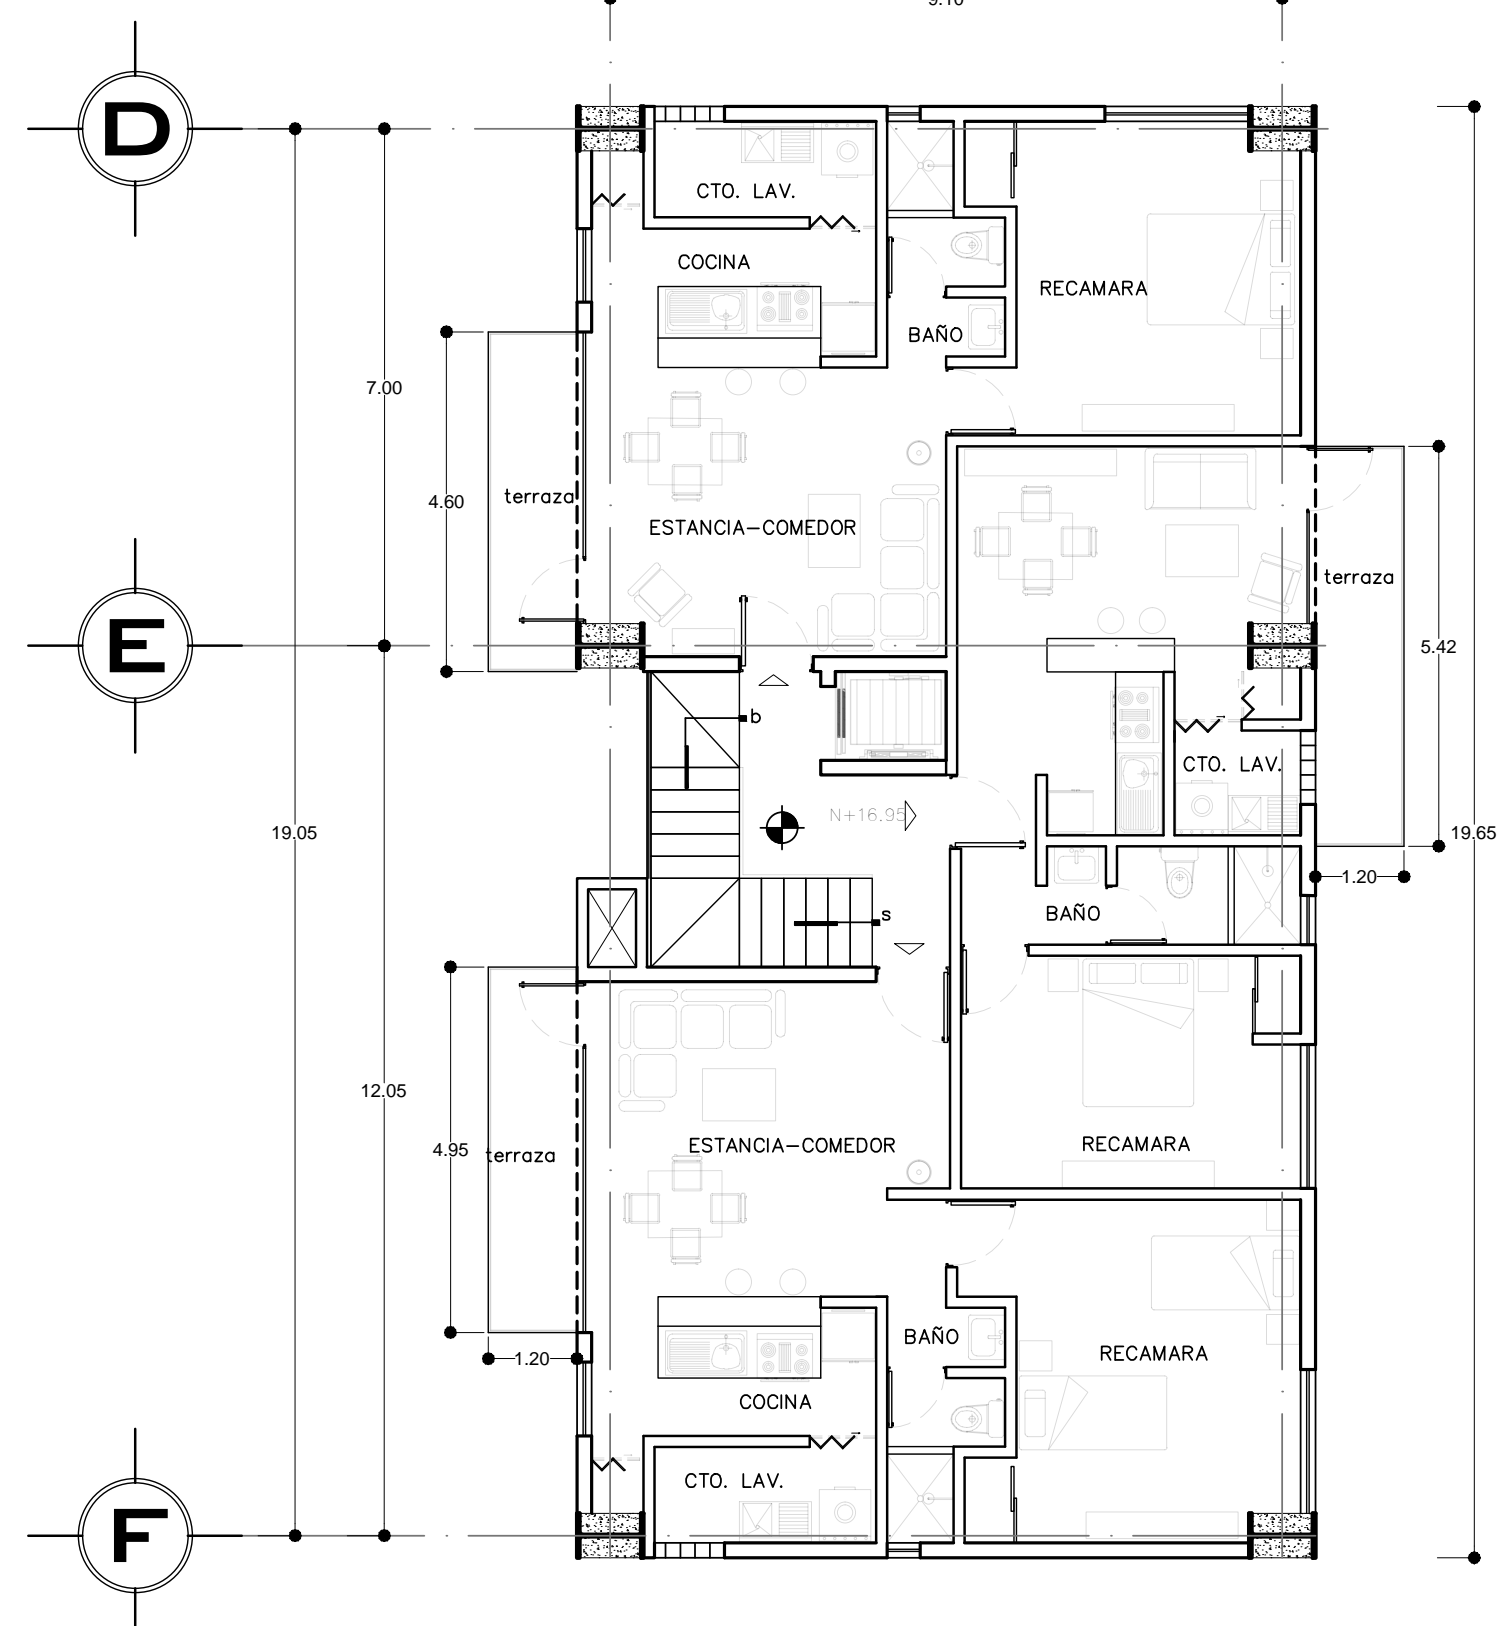 9.10
D
CTO. LAV.
COCINA
RECAMARA
BAÑO
7.00
4.60
terraza
ESTANCIA-COMEDOR
terraza
E
5.42
b
CTO. LAV.
N+16.95
19.05
19.65
1.20
s
BAÑO
12.05
4.95
terraza
ESTANCIA-COMEDOR
RECAMARA
BAÑO
RECAMARA
1.20
COCINA
CTO. LAV.
F